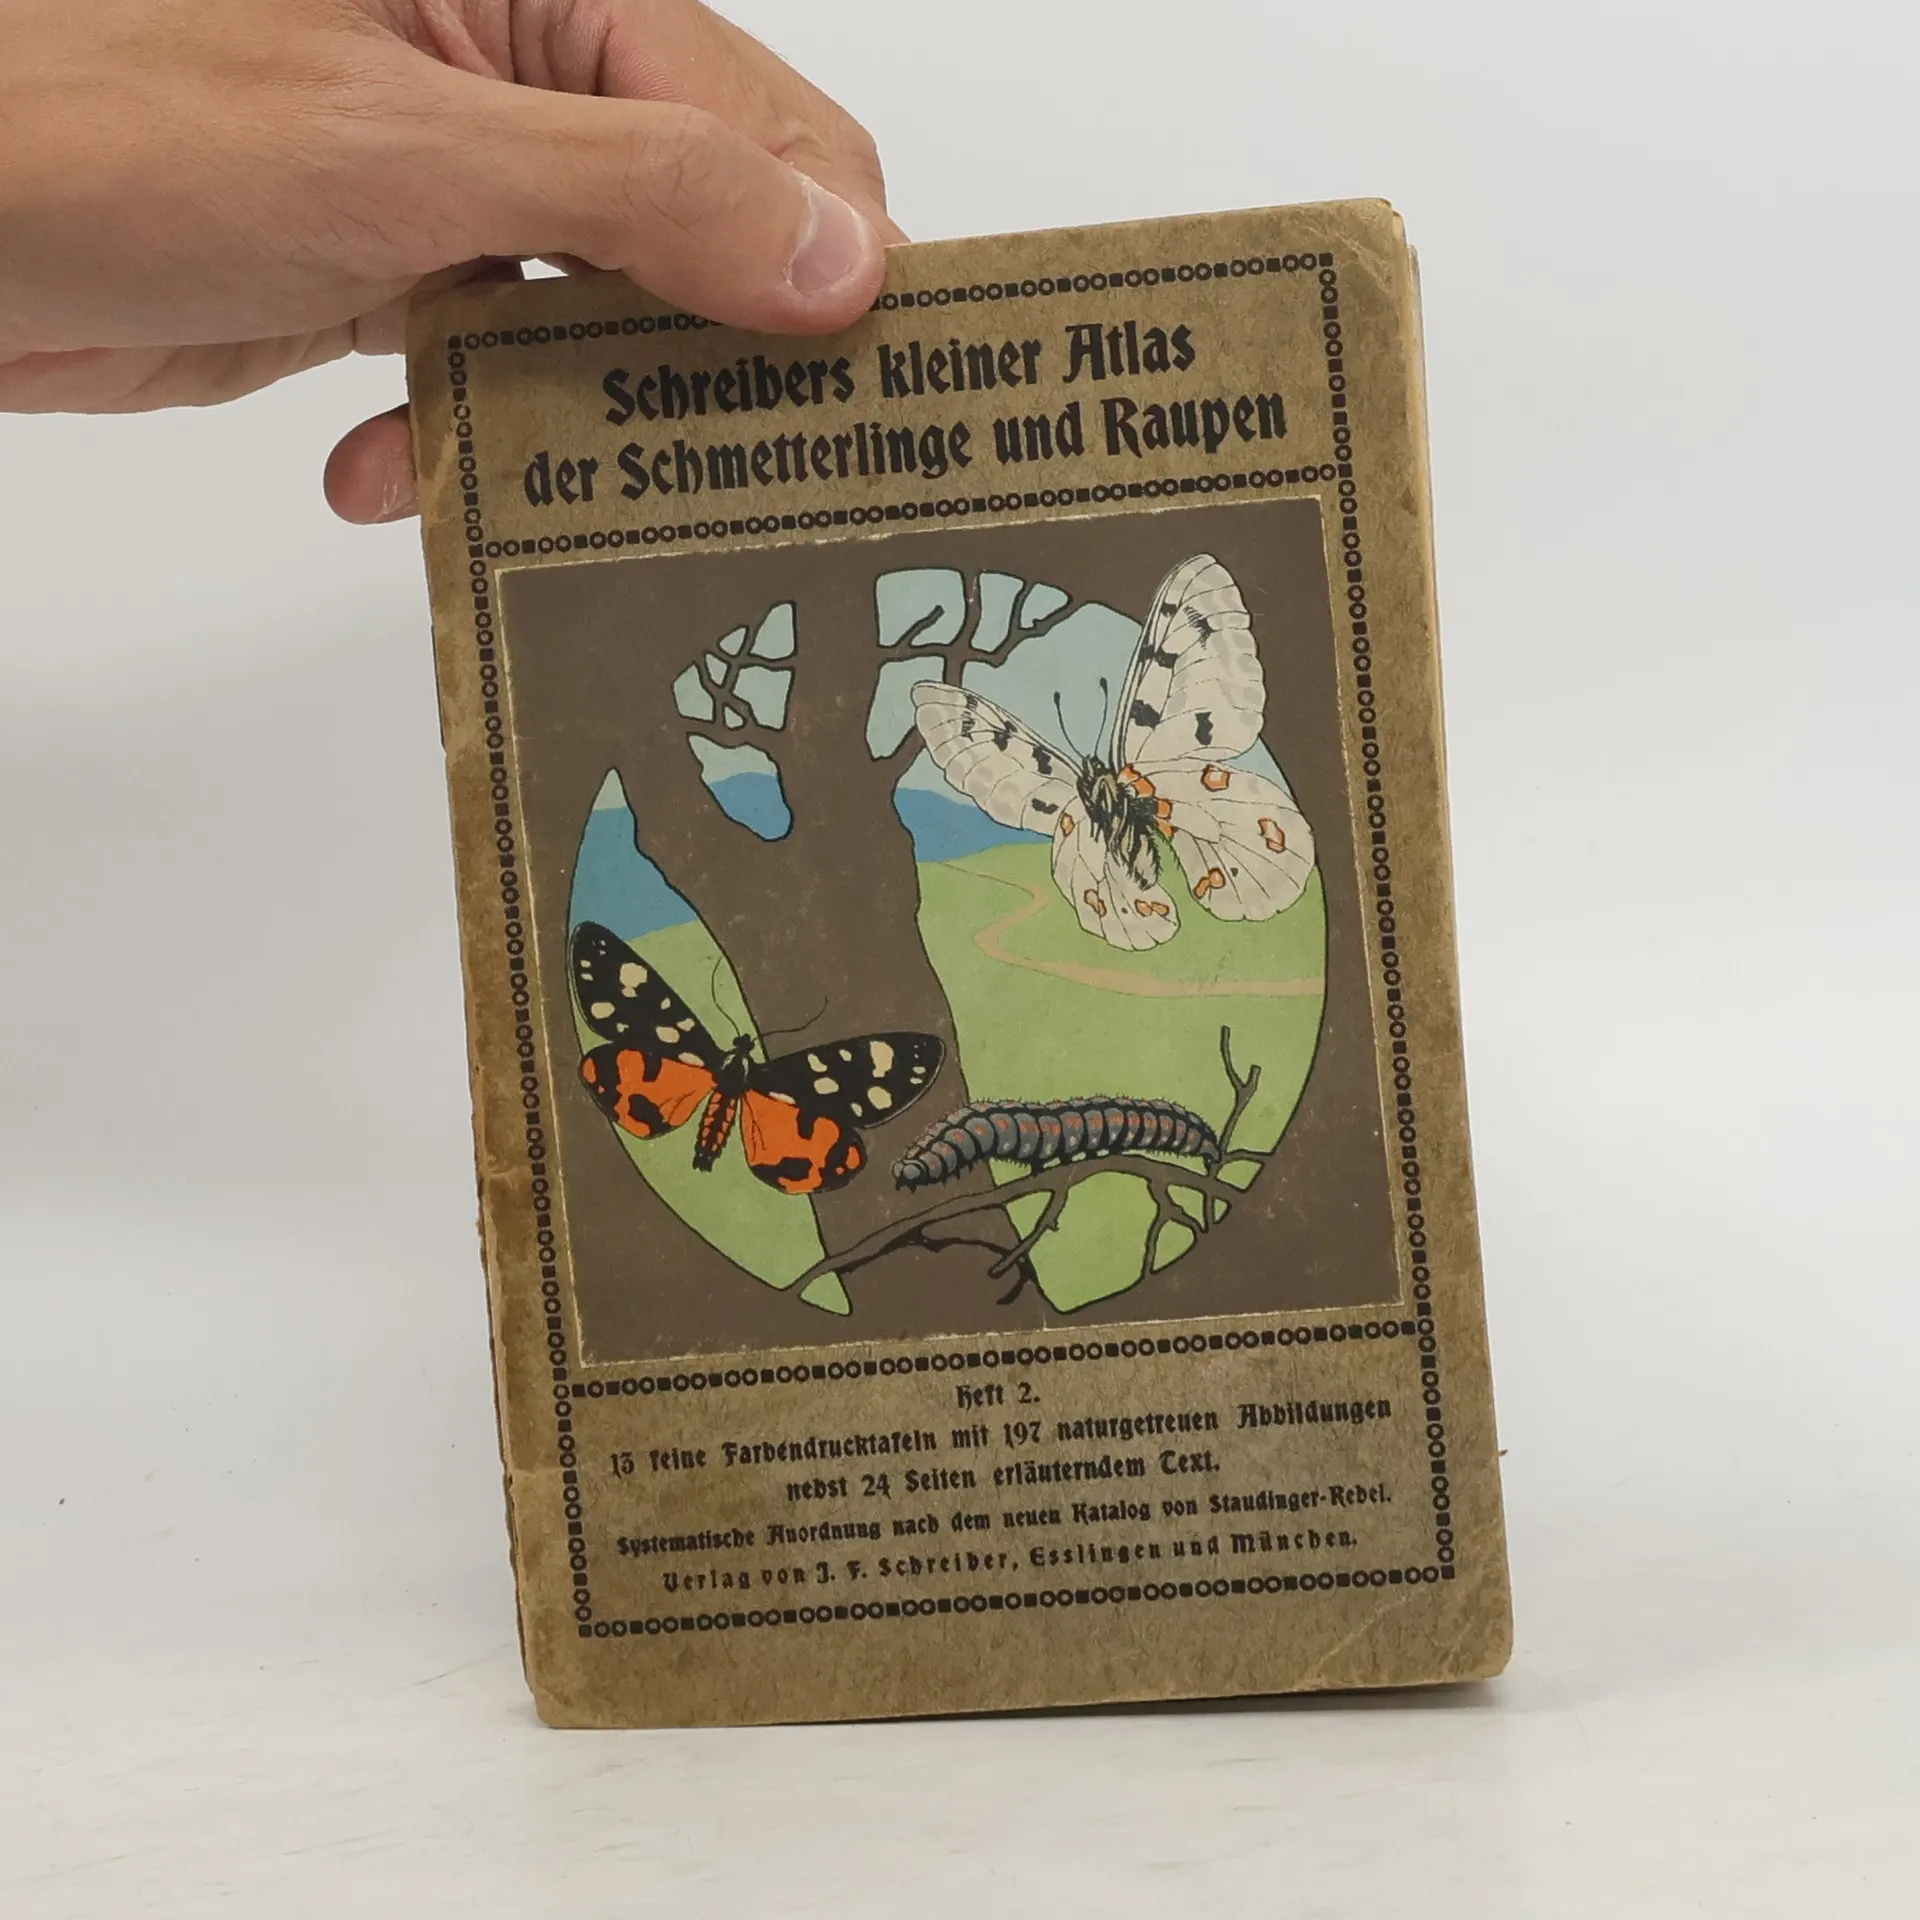 Schreibers kleiner Atlas
der Schmetterlinge und Raupen
Heft 2.
13 feine Farbendrucktafeln mit 197 naturgetreuen Abbildungen
nebst 24 Seiten erläuterndem Text.
Systematische Anordnung nach dem neuen Katalog von Staudinger-Rebel.
Verlag von J. F. Schreiber, Esslingen und München.